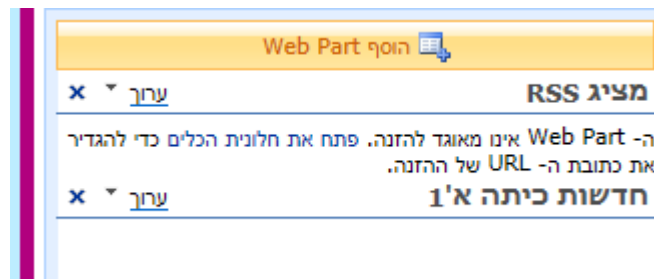 הוסף Web Part
מציג RSS ערוך
ה- Web Part אינו מאוגד להזנה. פתח את חלונית הכלים כדי להגדיר
את כתובת ה- URL של ההזנה.
חדשות כיתה א'1 ערוך